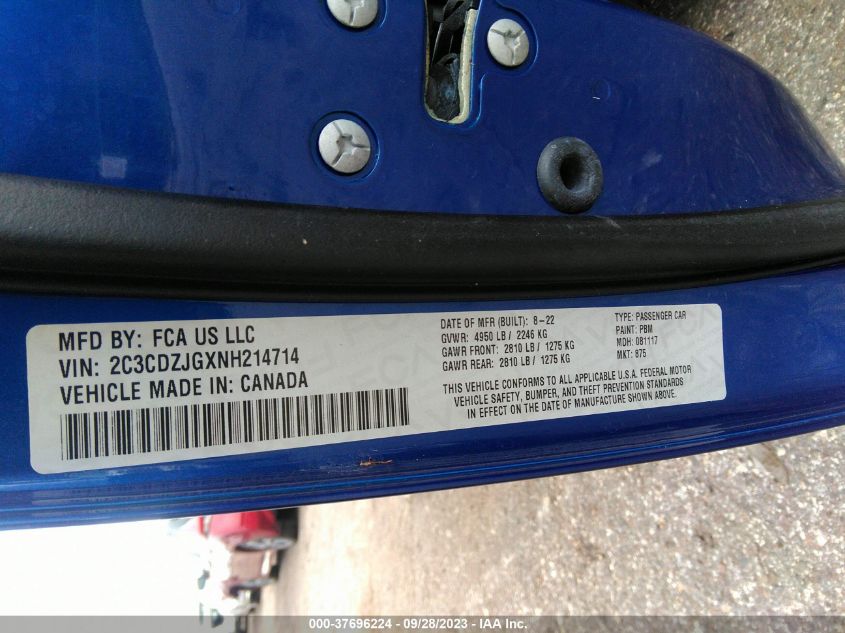 MFD BY: FCA US LLC
VIN: 2C3CDZJGXNH214714
VEHICLE MADE IN: CANADA
DATE OF MFR (BUILT): 8-22
GVWR: 4950 LB / 2246 KG
GAWR FRONT: 2810 LB / 1275 KG
GAWR REAR: 2810 LB / 1275 KG
TYPE: PASSENGER CAR
PAINT: PBM
MDH: 081117
MKT: 875
THIS VEHICLE CONFORMS TO ALL APPLICABLE U.S.A. FEDERAL MOTOR
VEHICLE SAFETY, BUMPER, AND THEFT PREVENTION STANDARDS
IN EFFECT ON THE DATE OF MANUFACTURE SHOWN ABOVE.
000-37696224 - 09/28/2023 - IAA Inc.